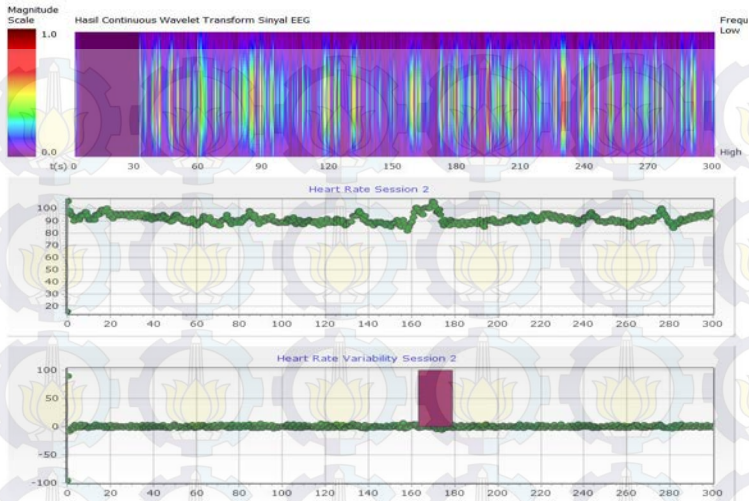 Magnitude
Scale
Hasil Continuous Wavelet Transform Sinyal EEG
Frequ
Low
1.0
0.0
High
t(s) 0 30 60 90 120 150 180 210 240 270 300
Heart Rate Session 2
100
90
80
70
60
50
40
30
20
0 20 40 60 80 100 120 140 160 180 200 220 240 260 280 300
Heart Rate Variability Session 2
100
50
0
-50
-100
0 20 40 60 80 100 120 140 160 180 200 220 240 260 280 300